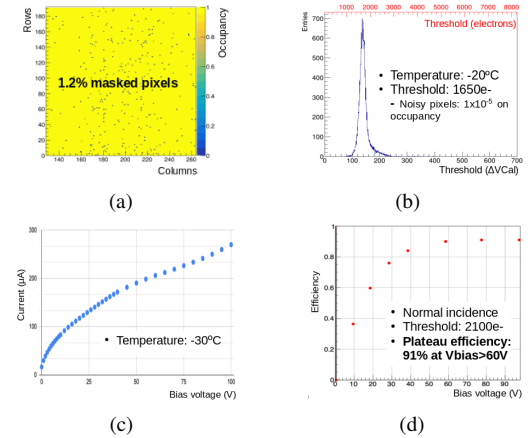 Rows
180
160
140
120
100
80
60
40
20
0
1.2% masked pixels
140 160 180 200 220 240 260
Columns
1
0.8
0.6
0.4
0.2
0
Occupancy
(a)
1000 2000 3000 4000 5000 6000 7000 8000
Threshold (electrons)
Entries
700
600
500
400
300
200
100
0
• Temperature: -20ºC
• Threshold: 1650e-
- Noisy pixels: 1x10⁻⁵ on
occupancy
0 100 200 300 400 500 600 700
Threshold (ΔVCal)
(b)
Current (µA)
300
200
100
0
• Temperature: -30ºC
0 25 50 75 100
Bias voltage (V)
(c)
Efficiency
1
0.8
0.6
0.4
0.2
0
• Normal incidence
• Threshold: 2100e-
• Plateau efficiency:
91% at Vbias>60V
0 10 20 30 40 50 60 70 80 90
Bias voltage (V)
(d)